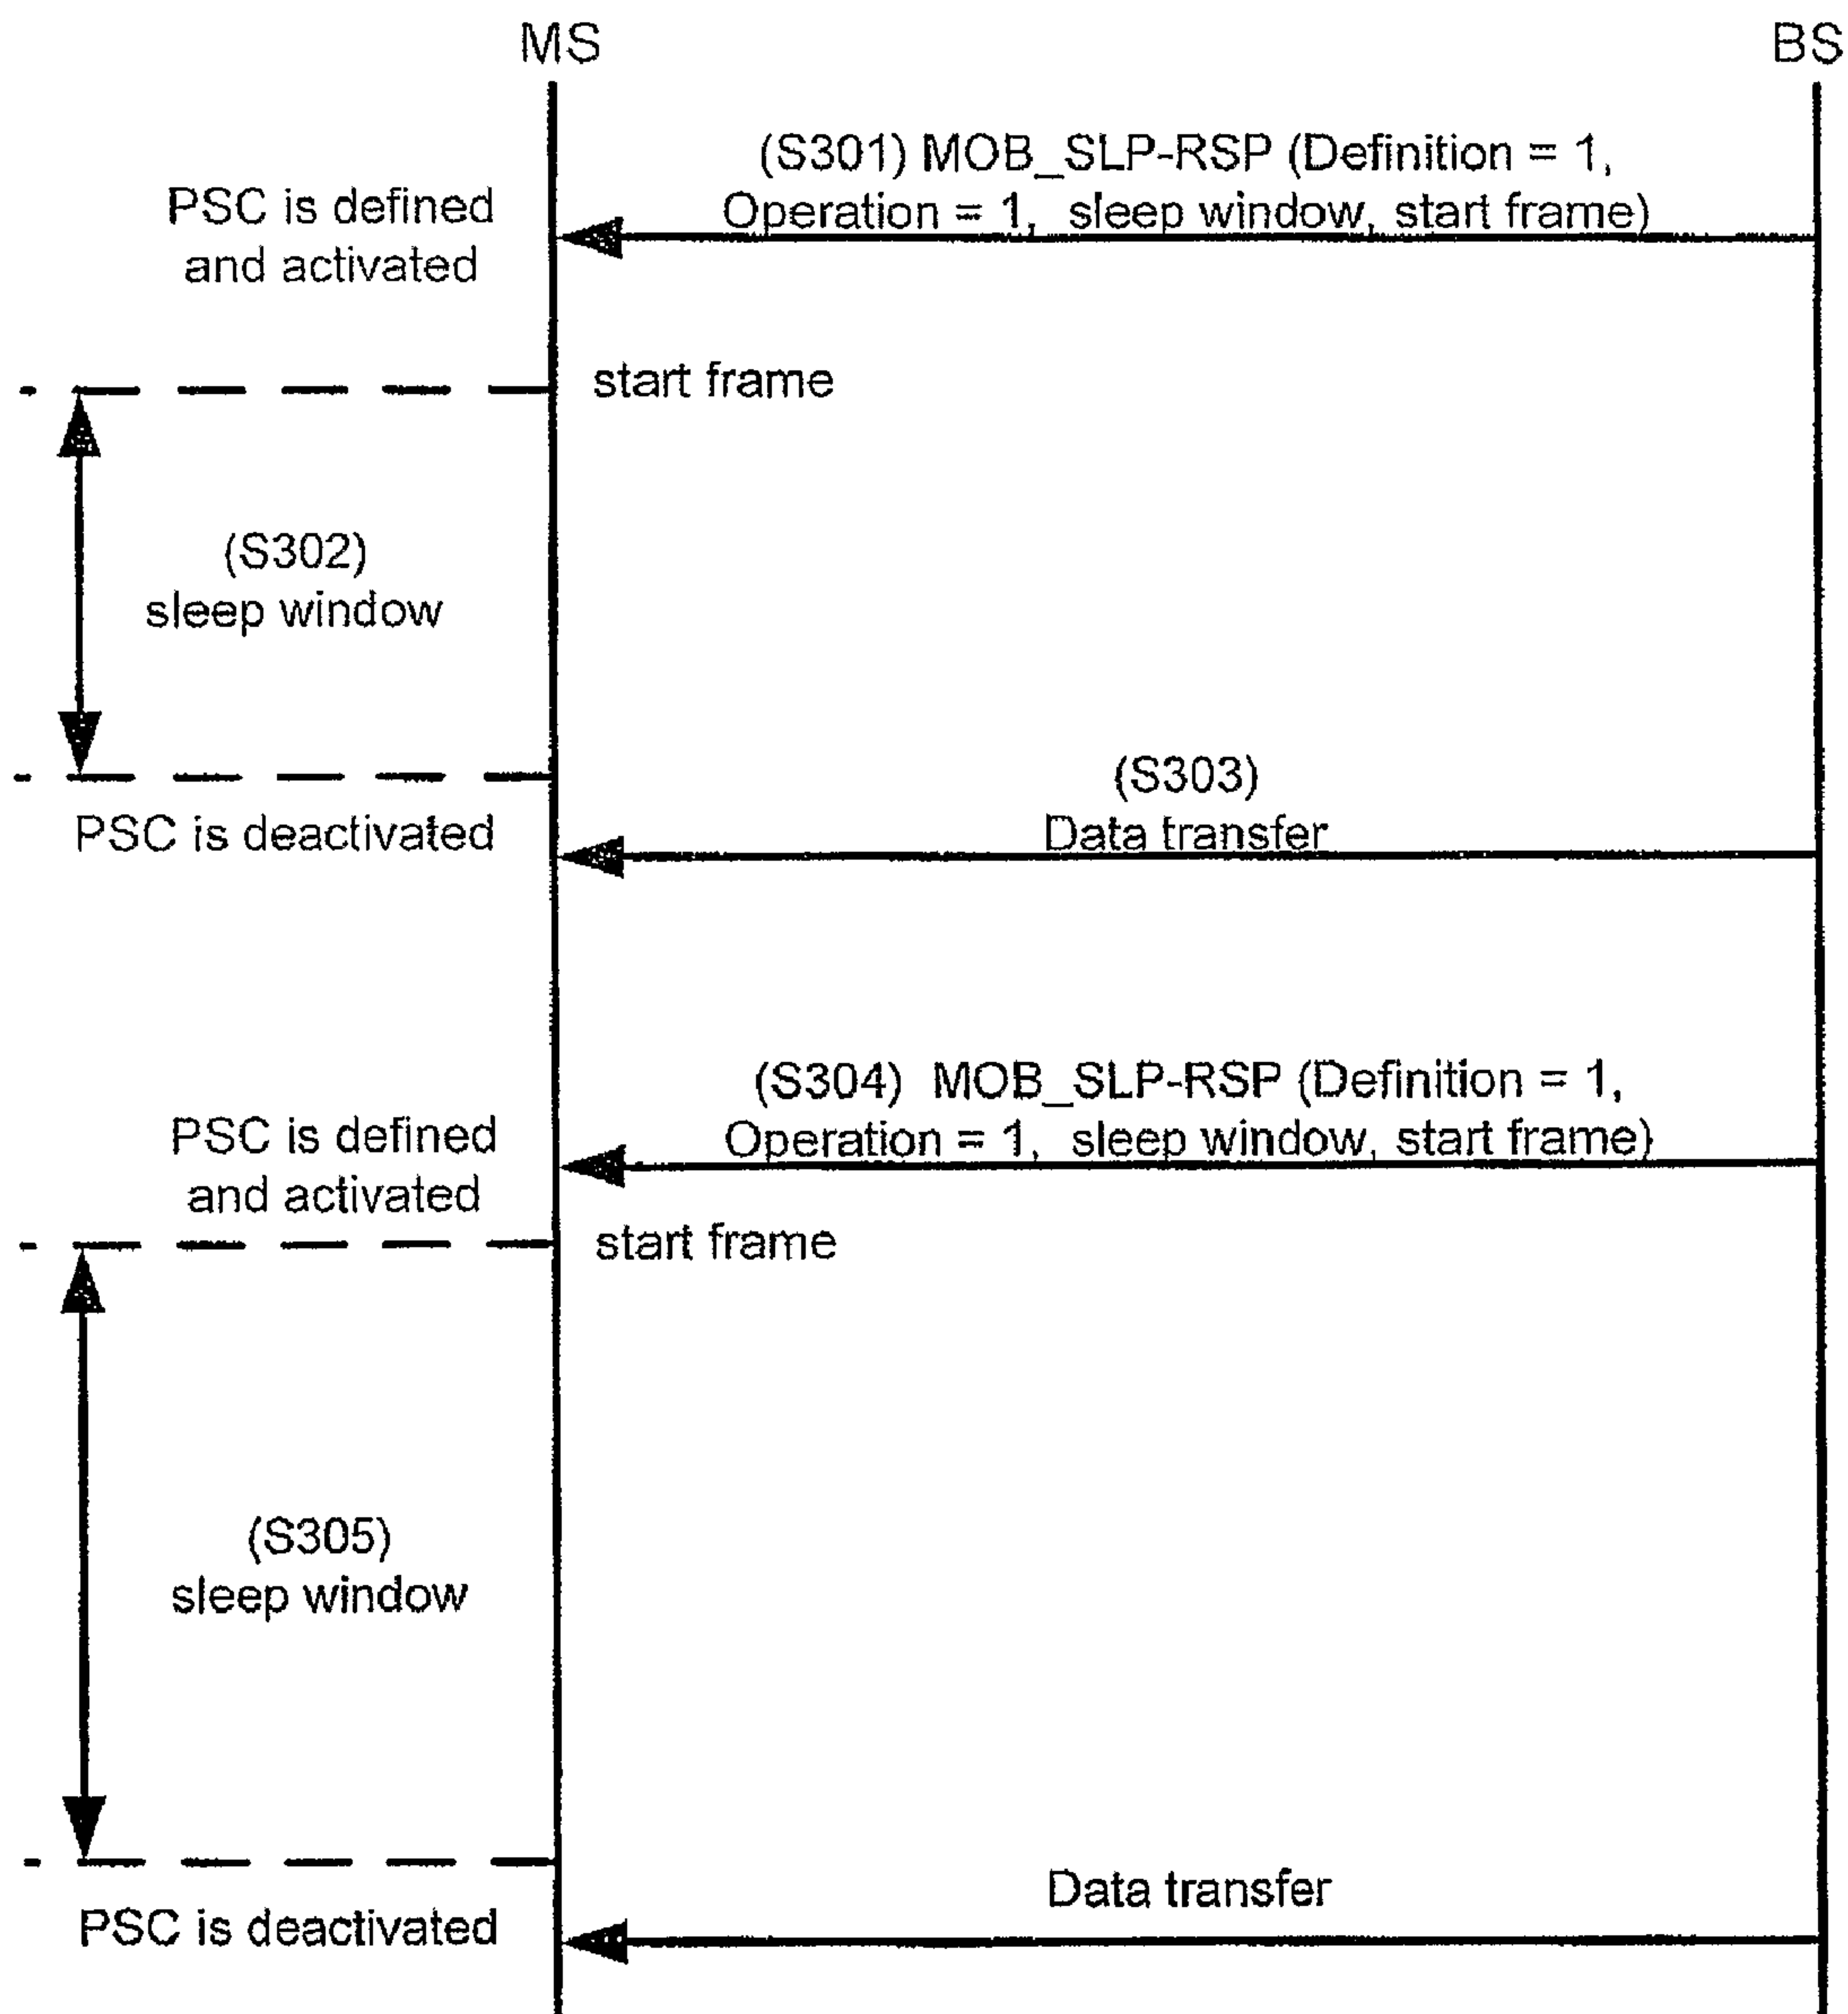 MS
BS
(S301) MOB_SLP-RSP (Definition = 1,
Operation = 1, sleep window, start frame)
PSC is defined
and activated
start frame
(S302)
sleep window
(S303)
Data transfer
PSC is deactivated
(S304) MOB_SLP-RSP (Definition = 1,
Operation = 1, sleep window, start frame)
PSC is defined
and activated
start frame
(S305)
sleep window
Data transfer
PSC is deactivated